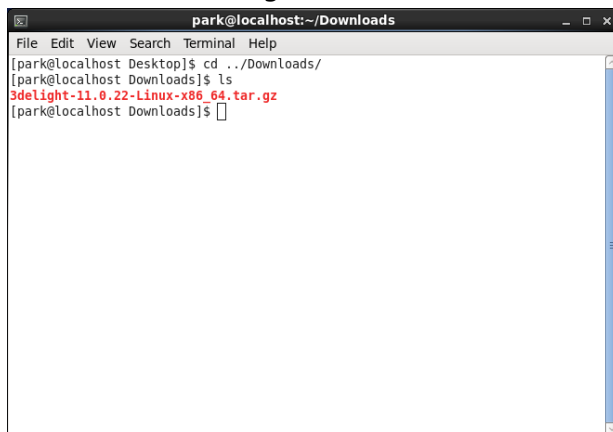 park@localhost:~/Downloads
File Edit View Search Terminal Help
[park@localhost Desktop]$ cd ../Downloads/
[park@localhost Downloads]$ ls
3delight-11.0.22-Linux-x86_64.tar.gz
[park@localhost Downloads]$